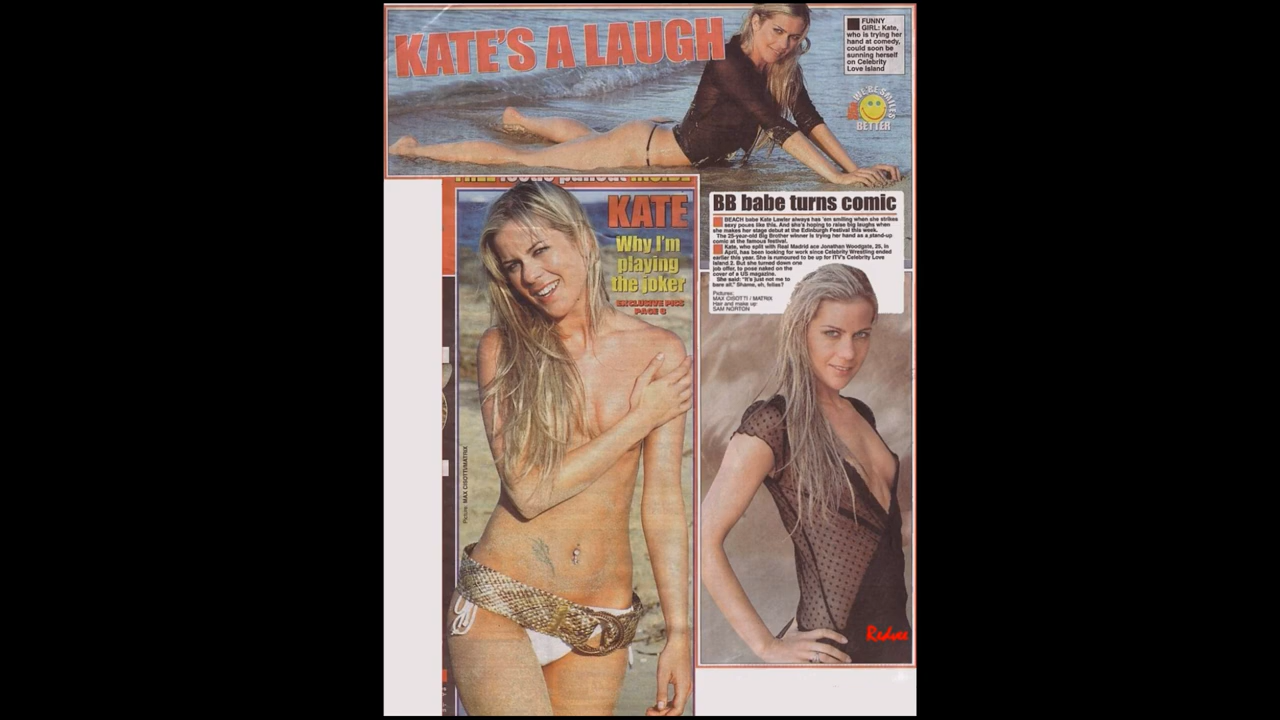 KATE'S A LAUGH
FUNNY
GIRL: Kate,
who is trying her
hand at comedy,
could soon be
sunning herself
on Celebrity
Love Island
WE'RE SMILES
BETTER
KATE
Why I'm
playing
the joker
EXCLUSIVE PICS
PAGE 6
Picture: MAX CISOTTI/MATRIX
BB babe turns comic
BEACH babe Kate Lawler always has 'em smiling when she strikes
sexy poses like this. And she's hoping to raise big laughs when
she makes her stage debut at the Edinburgh Festival this week.
The 25-year-old Big Brother winner is trying her hand as a stand-up
comic at the famous festival.
Kate, who split with Real Madrid ace Jonathan Woodgate, 25, in
April, has been looking for work since Celebrity Wrestling ended
earlier this year. She is rumoured to be up for ITV's Celebrity Love
Island 2. But she turned down one
job offer, to pose naked on the
cover of a US magazine.
She said: "It's just not me to
bare all." Shame, eh, fellas?
Pictures:
MAX CISOTTI / MATRIX
Hair and make up:
SAM NORTON
Redvee